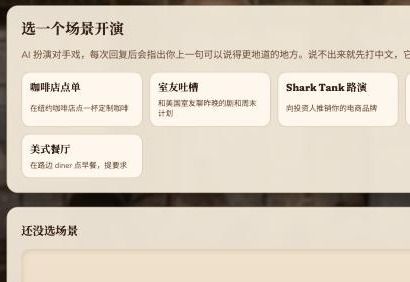 选一个场景开演
AI 扮演对手戏，每次回复后会指出你上一句可以说得更地道的地方。说不出来就先打中文，
咖啡店点单
在纽约咖啡店点一杯定制咖啡
室友吐槽
和美国室友聊昨晚的剧和周末
计划
Shark Tank 路演
向投资人推销你的电商品牌
美式餐厅
在路边 diner 点早餐，提要求
还没选场景